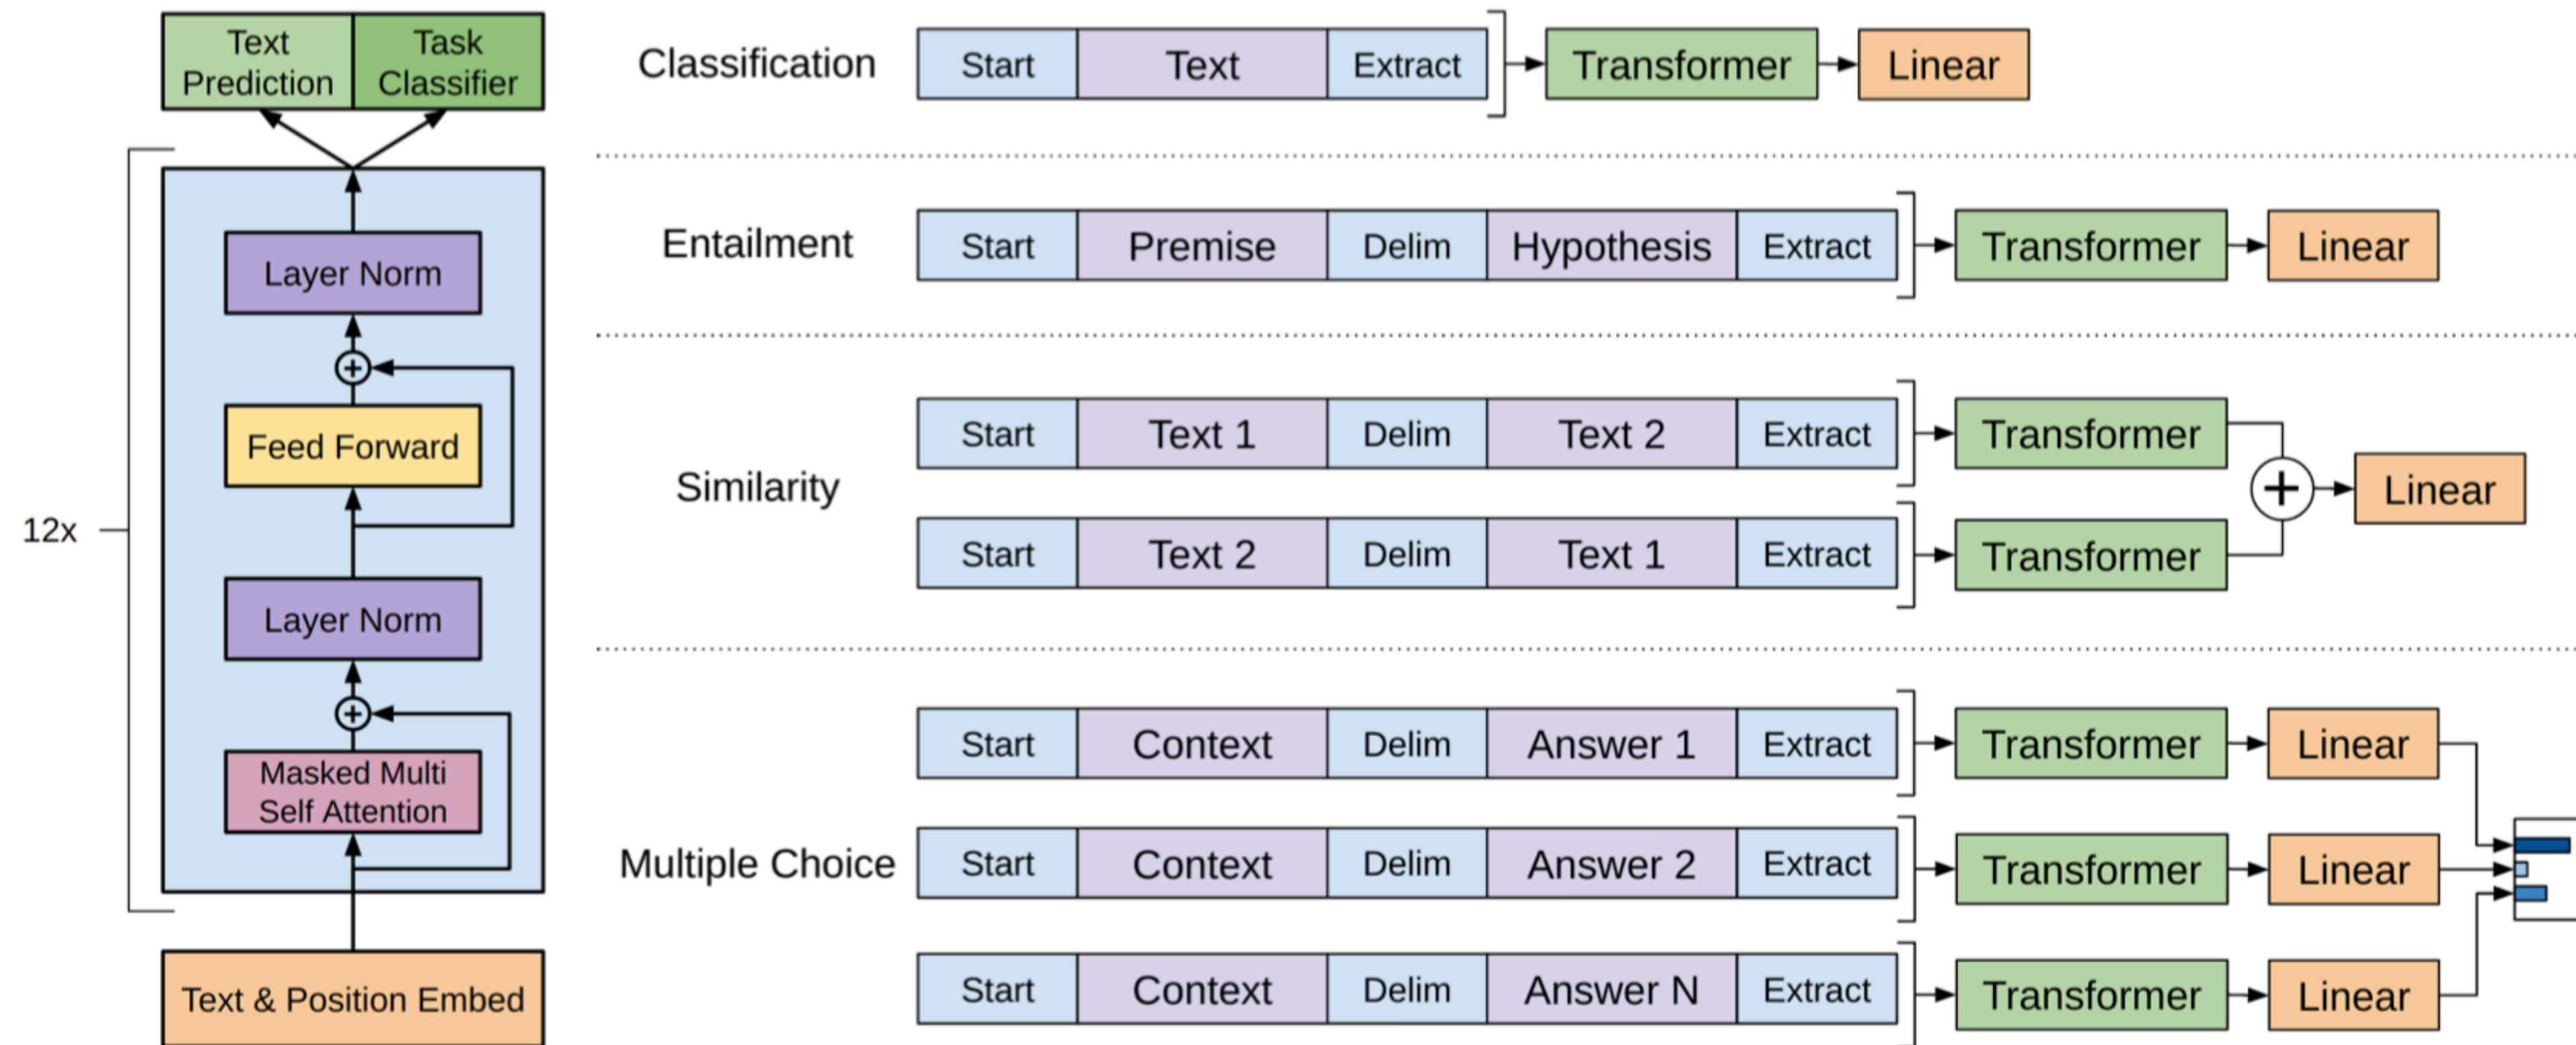 Text
Prediction
Task
Classifier
12x
Layer Norm
Feed Forward
Layer Norm
Masked Multi
Self Attention
Text & Position Embed
Classification
Start Text Extract Transformer Linear
Entailment
Start Premise Delim Hypothesis Extract Transformer Linear
Similarity
Start Text 1 Delim Text 2 Extract Transformer
+ Linear
Start Text 2 Delim Text 1 Extract Transformer
Multiple Choice
Start Context Delim Answer 1 Extract Transformer Linear
Start Context Delim Answer 2 Extract Transformer Linear
Start Context Delim Answer N Extract Transformer Linear